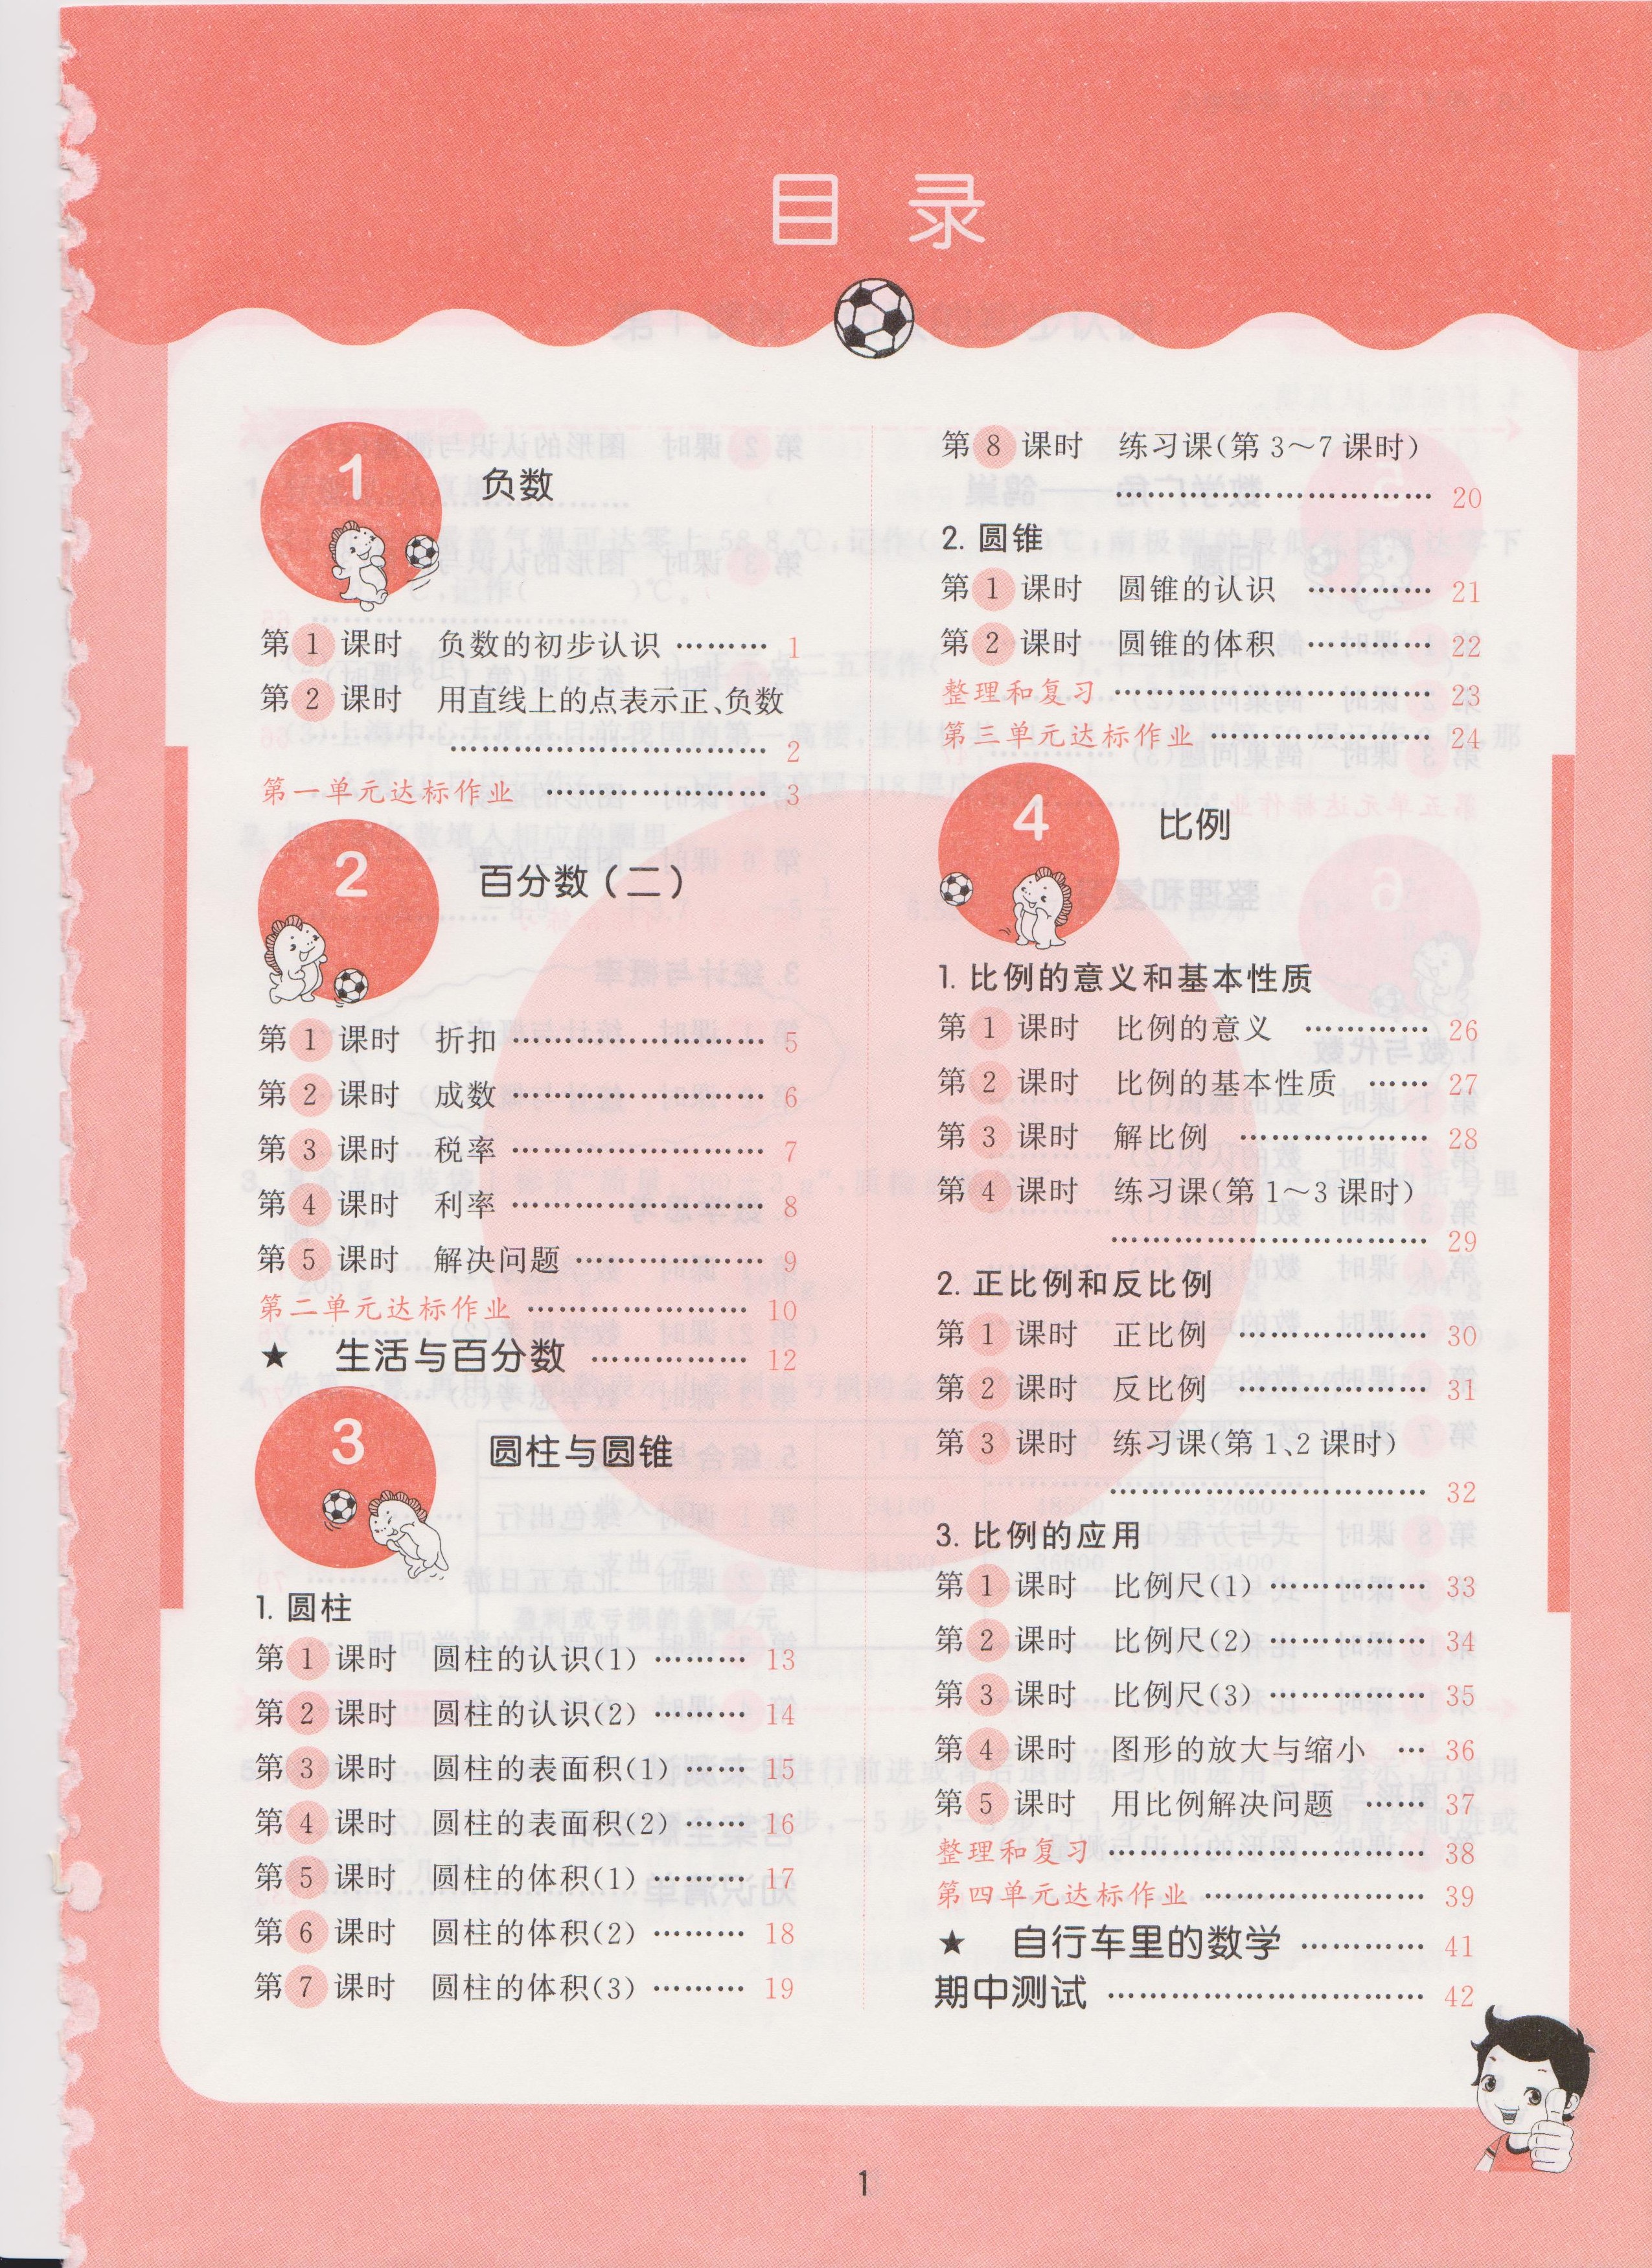 目 录
1 负数
第1课时 负数的初步认识 ……… 1
第2课时 用直线上的点表示正、负数
………………………… 2
第一单元达标作业 ………………… 3
2 百分数（二）
第1课时 折扣 …………………… 5
第2课时 成数 …………………… 6
第3课时 税率 …………………… 7
第4课时 利率 …………………… 8
第5课时 解决问题 ……………… 9
第二单元达标作业 ………………… 10
★ 生活与百分数 …………… 12
3 圆柱与圆锥
1. 圆柱
第1课时 圆柱的认识(1) ……… 13
第2课时 圆柱的认识(2) ……… 14
第3课时 圆柱的表面积(1) …… 15
第4课时 圆柱的表面积(2) …… 16
第5课时 圆柱的体积(1) ……… 17
第6课时 圆柱的体积(2) ……… 18
第7课时 圆柱的体积(3) ……… 19
第8课时 练习课(第3～7课时)
………………………… 20
2. 圆锥
第1课时 圆锥的认识 ………… 21
第2课时 圆锥的体积 ………… 22
整理和复习 ………………………… 23
第三单元达标作业 ………………… 24
4 比例
1. 比例的意义和基本性质
第1课时 比例的意义 ………… 26
第2课时 比例的基本性质 …… 27
第3课时 解比例 ……………… 28
第4课时 练习课(第1～3课时)
………………………… 29
2. 正比例和反比例
第1课时 正比例 ……………… 30
第2课时 反比例 ……………… 31
第3课时 练习课(第1、2课时)
………………………… 32
3. 比例的应用
第1课时 比例尺(1) …………… 33
第2课时 比例尺(2) …………… 34
第3课时 比例尺(3) …………… 35
第4课时 图形的放大与缩小 … 36
第5课时 用比例解决问题 …… 37
整理和复习 ………………………… 38
第四单元达标作业 ………………… 39
★ 自行车里的数学 ………… 41
期中测试 ………………………… 42
1